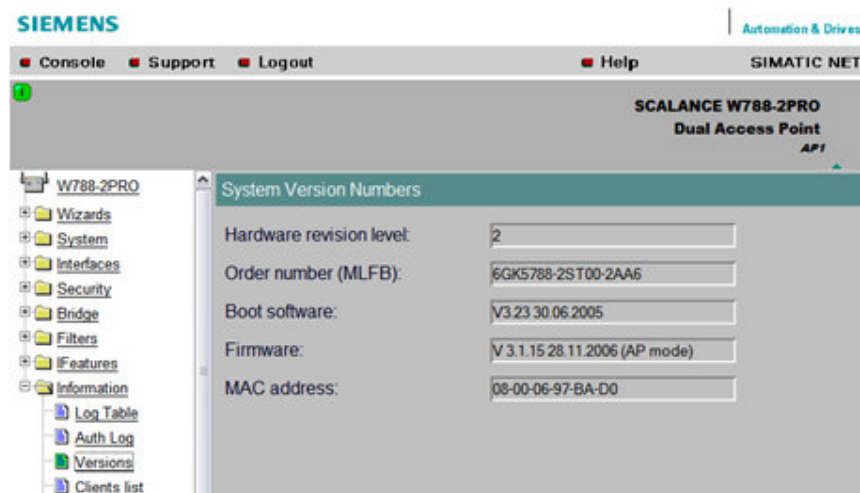 SIEMENS
Automation & Drives
Console Support Logout Help SIMATIC NET
SCALANCE W788-2PRO
Dual Access Point
AP1
W788-2PRO
Wizards
System
Interfaces
Security
Bridge
Filters
IFeatures
Information
Log Table
Auth Log
Versions
Clients list
System Version Numbers
Hardware revision level: 2
Order number (MLFB): 6GK5788-2ST00-2AA6
Boot software: V3.23 30.06.2005
Firmware: V 3.1.15 28.11.2006 (AP mode)
MAC address: 08-00-06-97-BA-D0